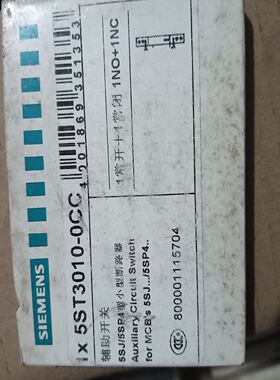 SIEMENS
1x 5ST3010-0CC
4 001869 351353
辅助开关
5SJ/5SP4型小型断路器
Auxiliary Circuit Switch
for MCB's 5SJ.../5SP4..
1常开+1常闭 1NO+1NC
800001115704